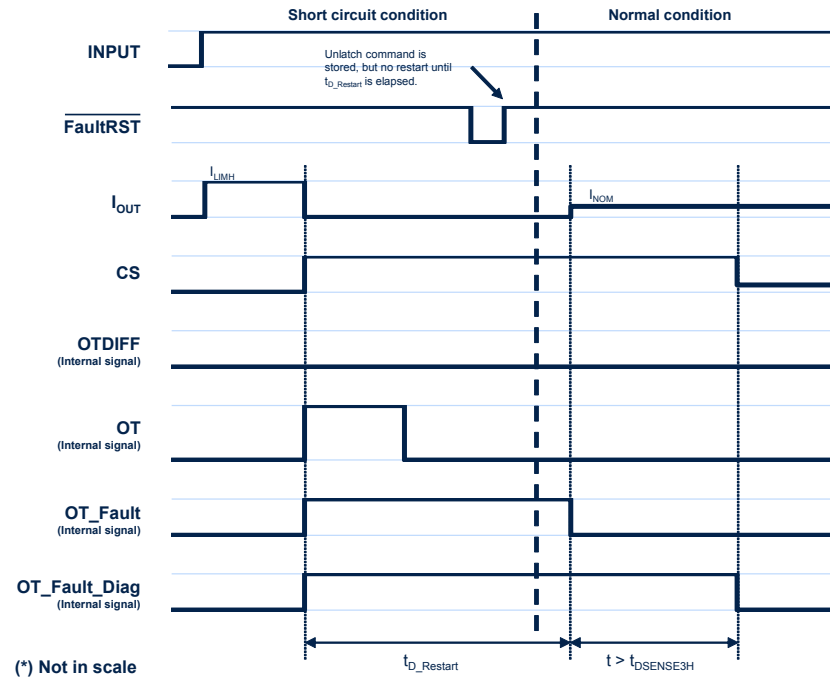 Short circuit condition
Normal condition
INPUT
Unlatch command is
stored, but no restart until
tD_Restart is elapsed.
FaultRST
ILIMH
IOUT
INOM
CS
OTDIFF
(Internal signal)
OT
(Internal signal)
OT_Fault
(Internal signal)
OT_Fault_Diag
(Internal signal)
tD_Restart
t > tDSENSE3H
(*) Not in scale